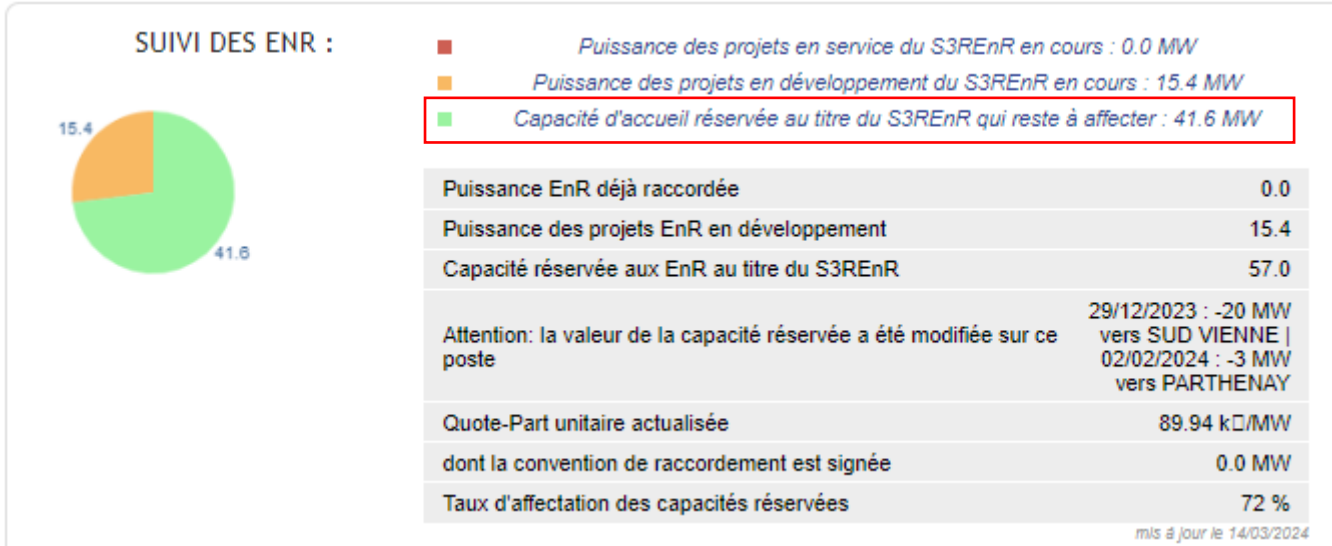 SUIVI DES ENR :
Puissance des projets en service du S3REnR en cours : 0.0 MW
Puissance des projets en développement du S3REnR en cours : 15.4 MW
Capacité d'accueil réservée au titre du S3REnR qui reste à affecter : 41.6 MW
15.4
41.6
Puissance EnR déjà raccordée 0.0
Puissance des projets EnR en développement 15.4
Capacité réservée aux EnR au titre du S3REnR 57.0
Attention: la valeur de la capacité réservée a été modifiée sur ce
poste
29/12/2023 : -20 MW
vers SUD VIENNE |
02/02/2024 : -3 MW
vers PARTHENAY
Quote-Part unitaire actualisée 89.94 k□/MW
dont la convention de raccordement est signée 0.0 MW
Taux d'affectation des capacités réservées 72 %
mis à jour le 14/03/2024